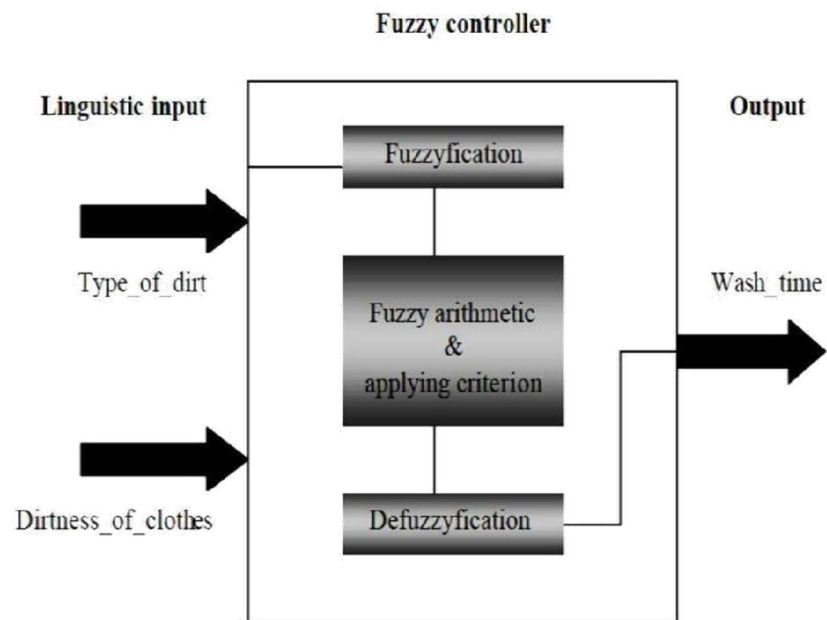 Fuzzy controller
Linguistic input
Output
Fuzzyfication
Type_of_dirt
Wash_time
Fuzzy arithmetic
&
applying criterion
Dirtness_of_clothes
Defuzzyfication